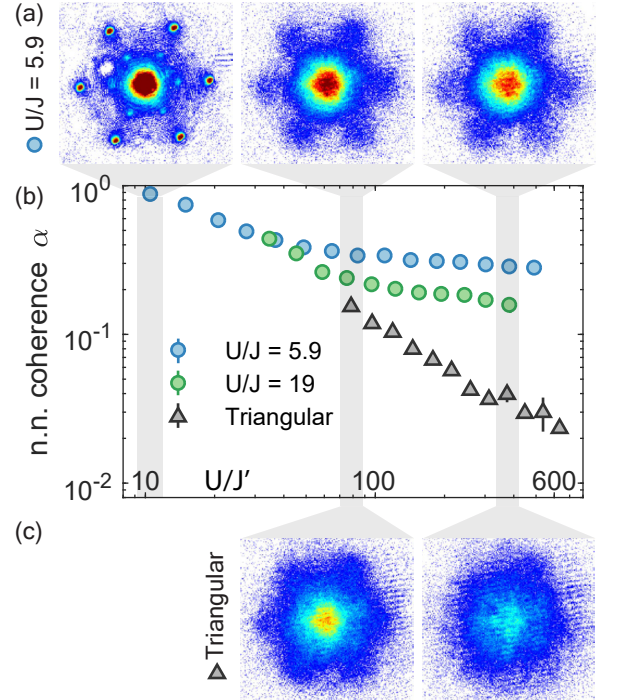 (a)
U/J = 5.9
(b)
10⁰
10⁻¹
10⁻²
n.n. coherence α
U/J = 5.9
U/J = 19
Triangular
10
U/J’
100
600
(c)
Triangular